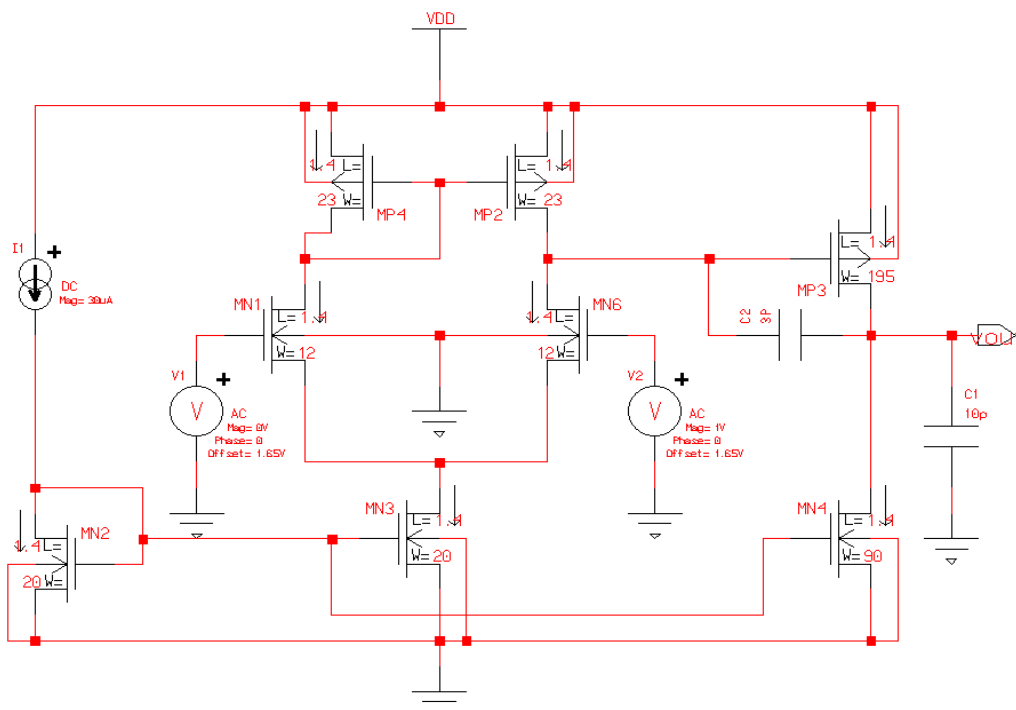 VDD
L= 1.4
W= 23
MP4
L= 1.4
W= 23
MP2
I1
+
DC
Mag= 30uA
L= 1.4
W= 195
MP3
MN1
L= 1.4
W= 12
1.4 L=
12 W=
MN6
C2
3P
VOU
V1
+
V
AC
Mag= 0V
Phase= 0
Offset= 1.65V
V2
+
V
AC
Mag= 1V
Phase= 0
Offset= 1.65V
C1
10p
MN2
1.4 L=
20 W=
MN3
L= 1.4
W= 20
MN4
L= 1.4
W= 90